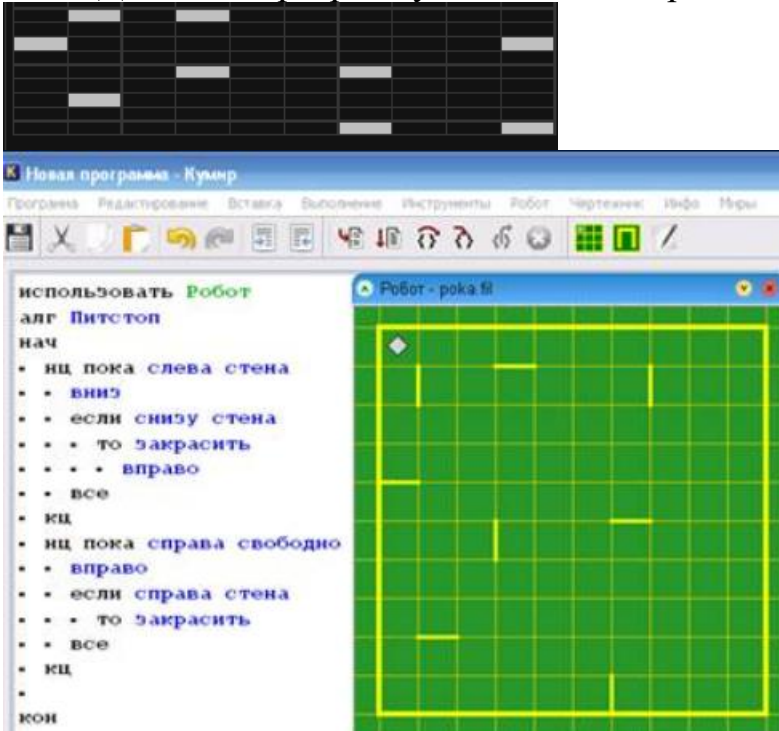 Новая программа - Кумир
Программа Редактирование Вставка Выполнение Инструменты Робот Чертежник Инфо Миры
использовать Робот
Робот - poka.fil
алг Питстоп
нач
• нц пока слева стена
• • вниз
• • если снизу стена
• • • то закрасить
• • • • вправо
• • все
• кц
• нц пока справа свободно
• • вправо
• • если справа стена
• • • то закрасить
• • все
• кц
•
кон